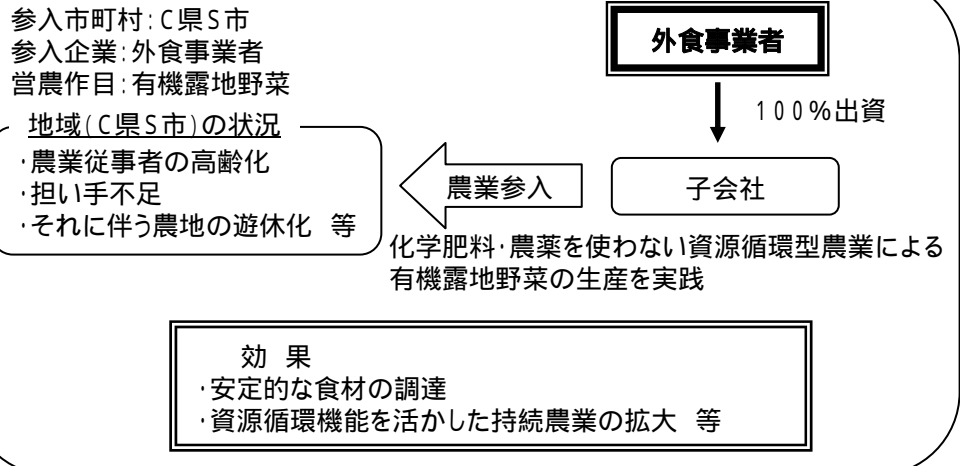 参入市町村:C県S市
参入企業:外食事業者
営農作目:有機露地野菜
外食事業者
100%出資
地域(C県S市)の状況
・農業従事者の高齢化
・担い手不足
・それに伴う農地の遊休化 等
農業参入
子会社
化学肥料・農薬を使わない資源循環型農業による
有機露地野菜の生産を実践
効 果
・安定的な食材の調達
・資源循環機能を活かした持続農業の拡大 等